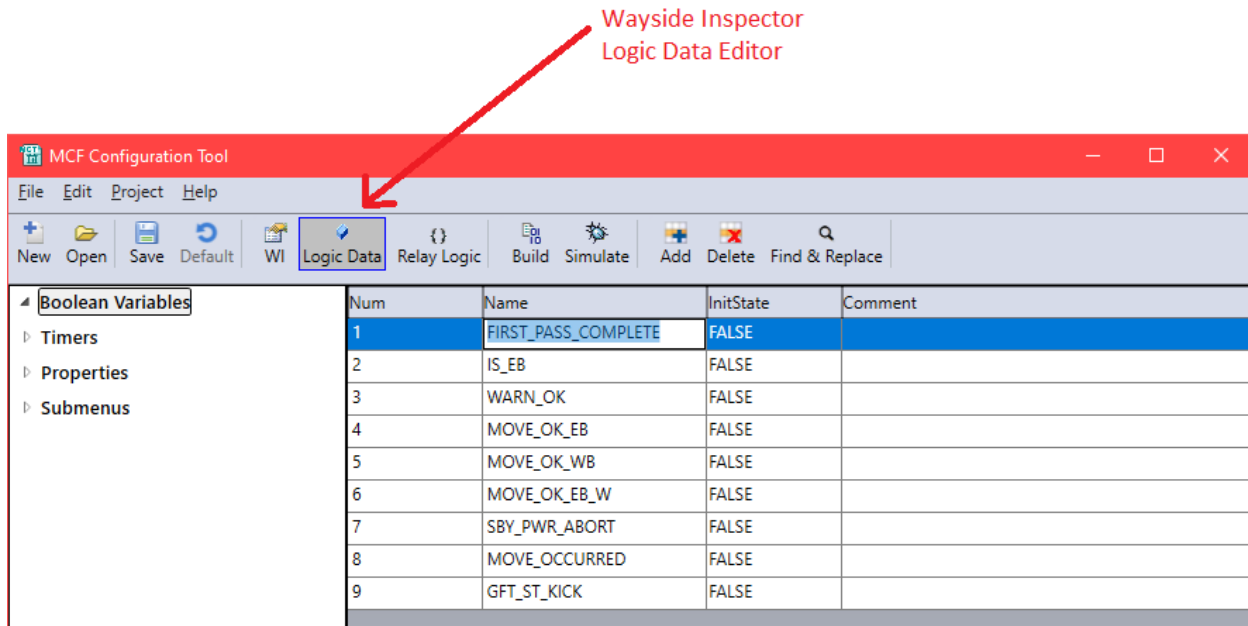 Wayside Inspector
Logic Data Editor
MCF Configuration Tool
File Edit Project Help
New Open Save Default WI Logic Data Relay Logic Build Simulate Add Delete Find & Replace
Boolean Variables
Timers
Properties
Submenus
Num Name InitState Comment
1 FIRST_PASS_COMPLETE FALSE
2 IS_EB FALSE
3 WARN_OK FALSE
4 MOVE_OK_EB FALSE
5 MOVE_OK_WB FALSE
6 MOVE_OK_EB_W FALSE
7 SBY_PWR_ABORT FALSE
8 MOVE_OCCURRED FALSE
9 GFT_ST_KICK FALSE